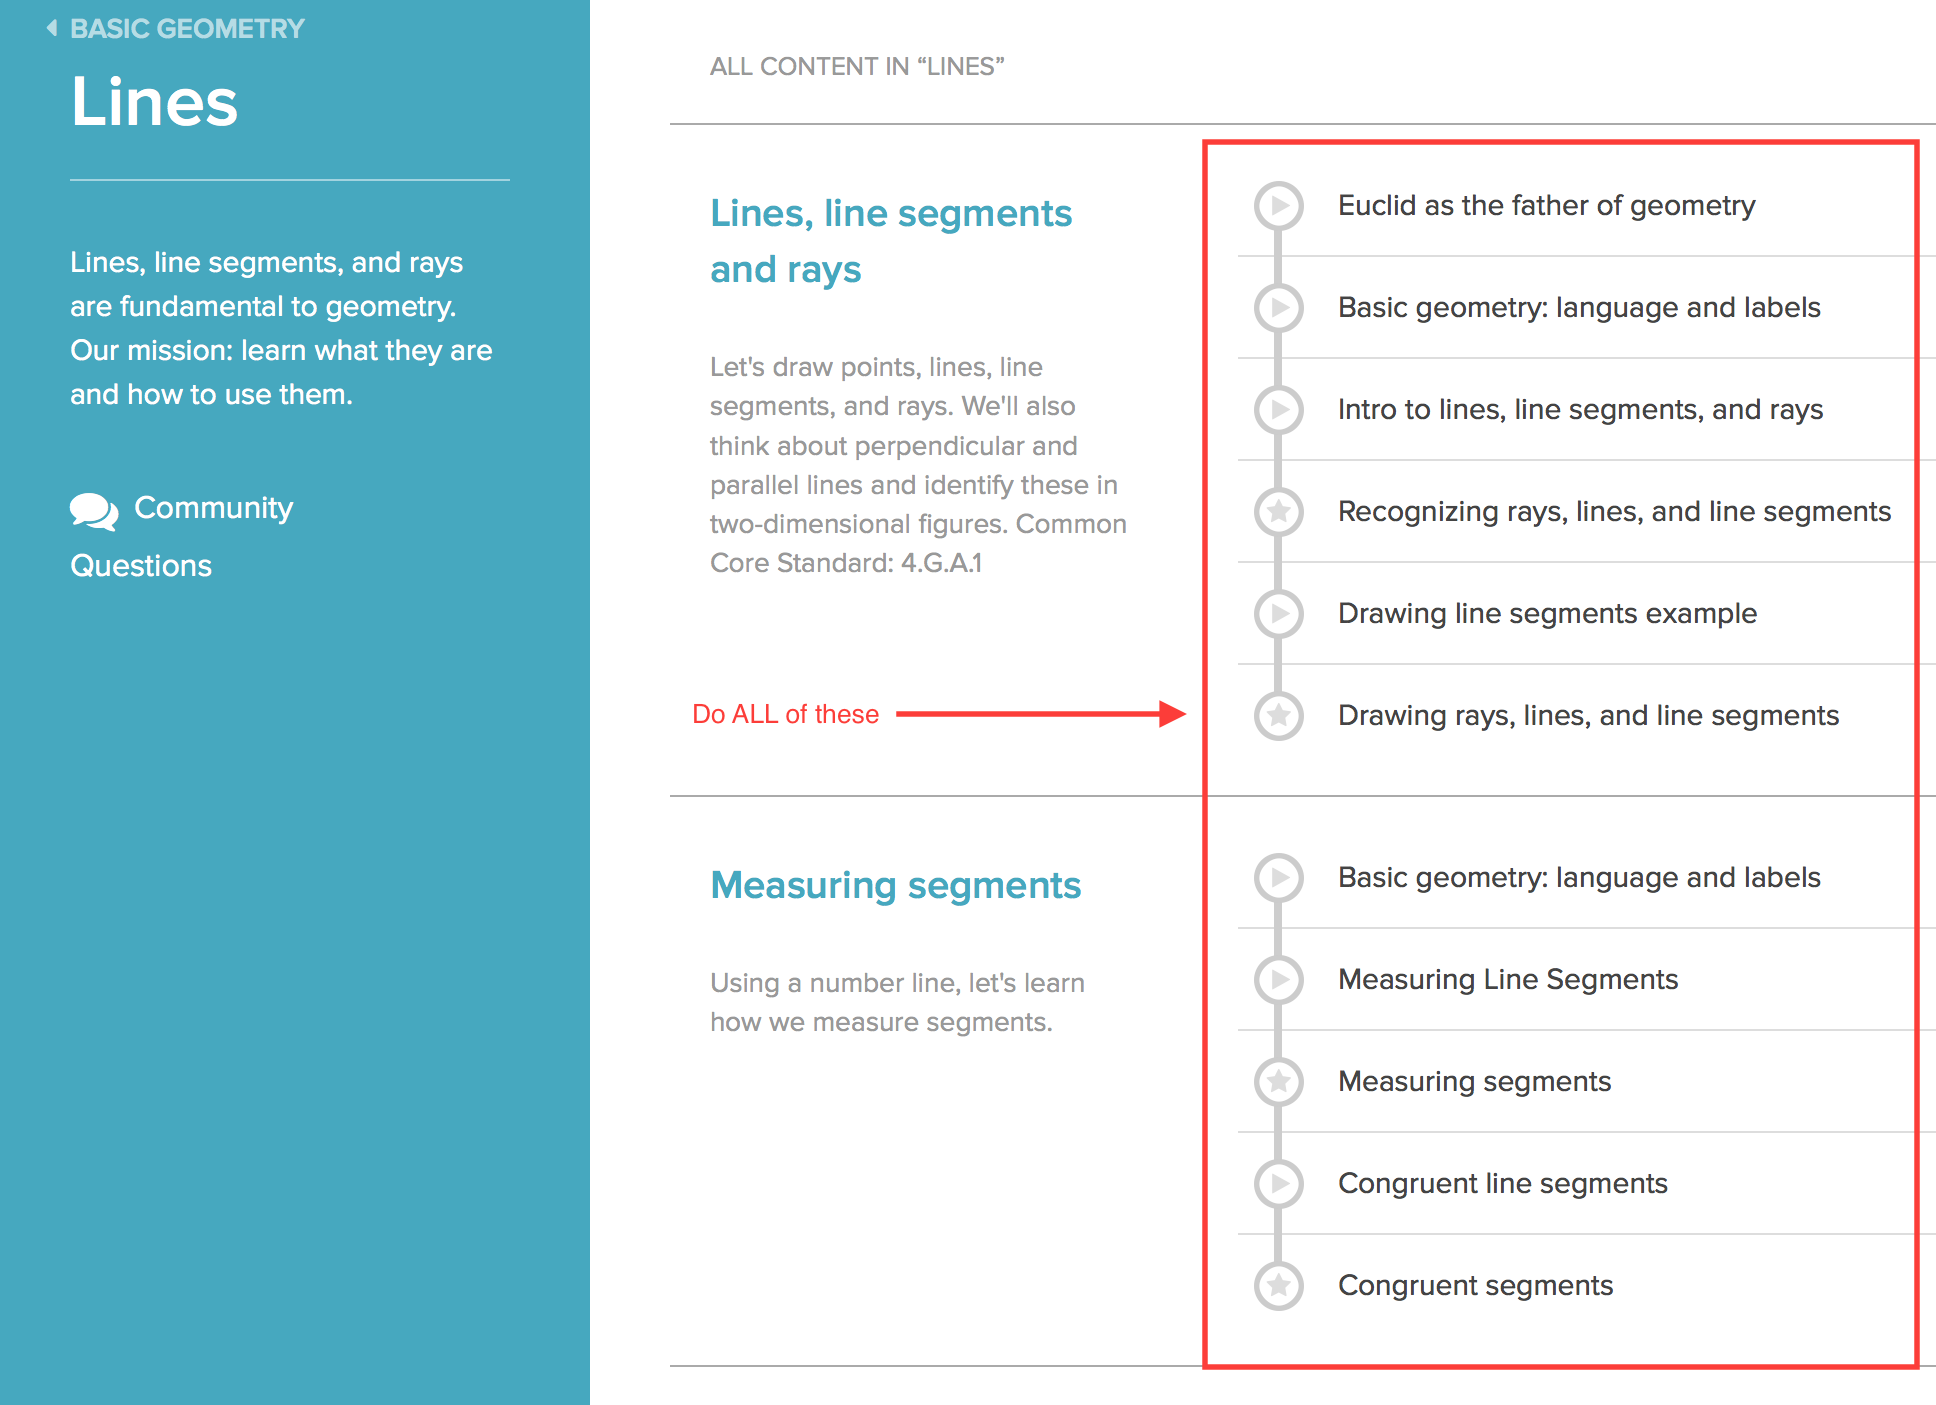 BASIC GEOMETRY
Lines
Lines, line segments, and rays
are fundamental to geometry.
Our mission: learn what they are
and how to use them.
Community
Questions
ALL CONTENT IN “LINES”
Lines, line segments
and rays
Let's draw points, lines, line
segments, and rays. We'll also
think about perpendicular and
parallel lines and identify these in
two-dimensional figures. Common
Core Standard: 4.G.A.1
Do ALL of these
Euclid as the father of geometry
Basic geometry: language and labels
Intro to lines, line segments, and rays
Recognizing rays, lines, and line segments
Drawing line segments example
Drawing rays, lines, and line segments
Measuring segments
Using a number line, let's learn
how we measure segments.
Basic geometry: language and labels
Measuring Line Segments
Measuring segments
Congruent line segments
Congruent segments